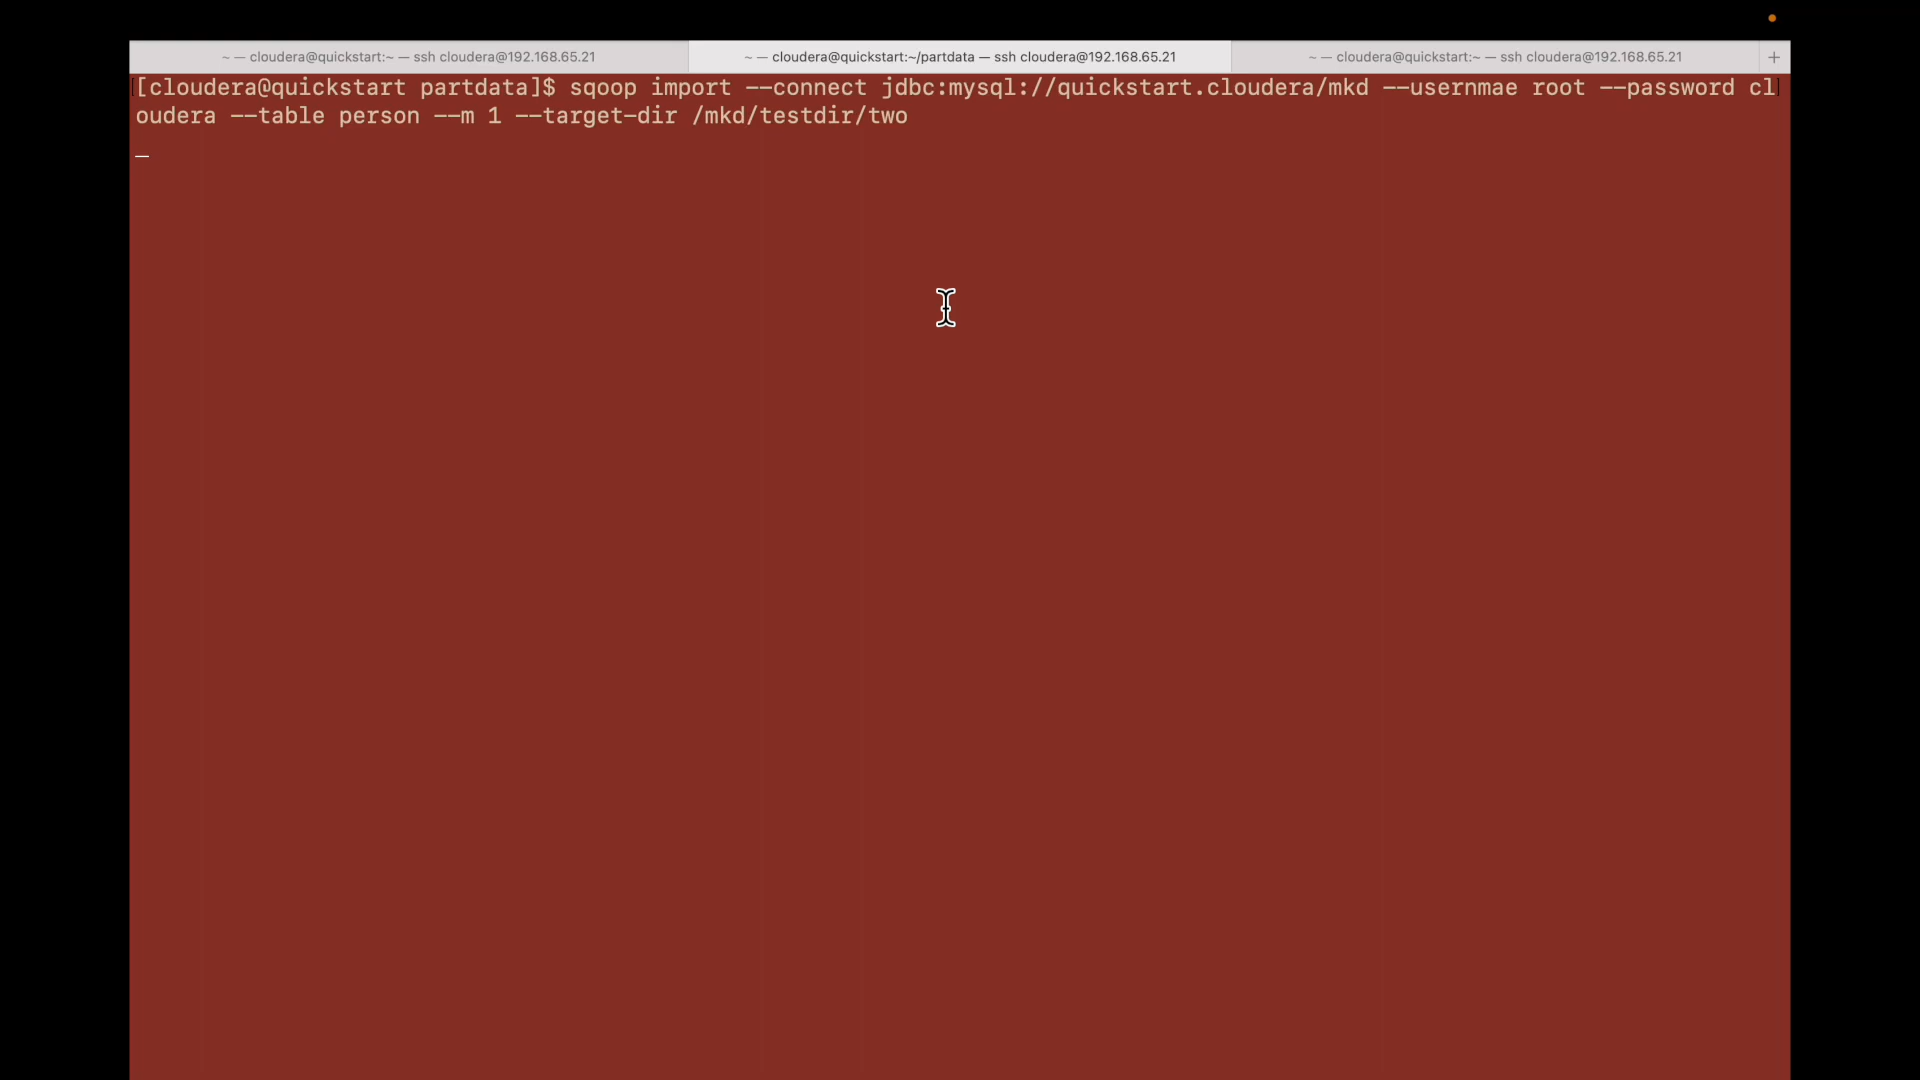 ~ — cloudera@quickstart:~ — ssh cloudera@192.168.65.21 ~ — cloudera@quickstart:~/partdata — ssh cloudera@192.168.65.21 ~ — cloudera@quickstart:~ — ssh cloudera@192.168.65.21 +
[cloudera@quickstart partdata]$ sqoop import --connect jdbc:mysql://quickstart.cloudera/mkd --usernmae root --password cl
oudera --table person --m 1 --target-dir /mkd/testdir/two